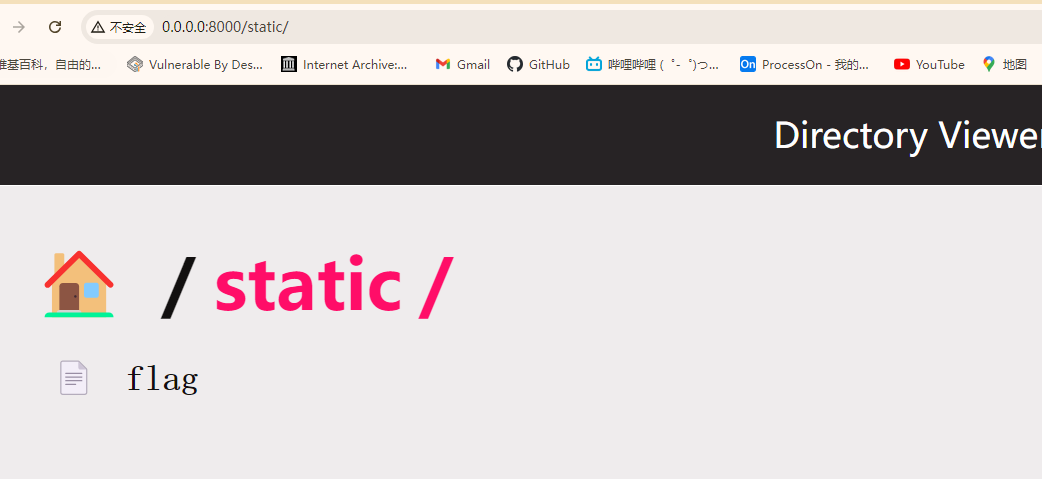 不安全 0.0.0.0:8000/static/
维基百科，自由的... Vulnerable By Des... Internet Archive:... Gmail GitHub 哔哩哔哩 (゜-゜)つ... On ProcessOn - 我的... YouTube 地图
Directory Viewer
/ static /
flag